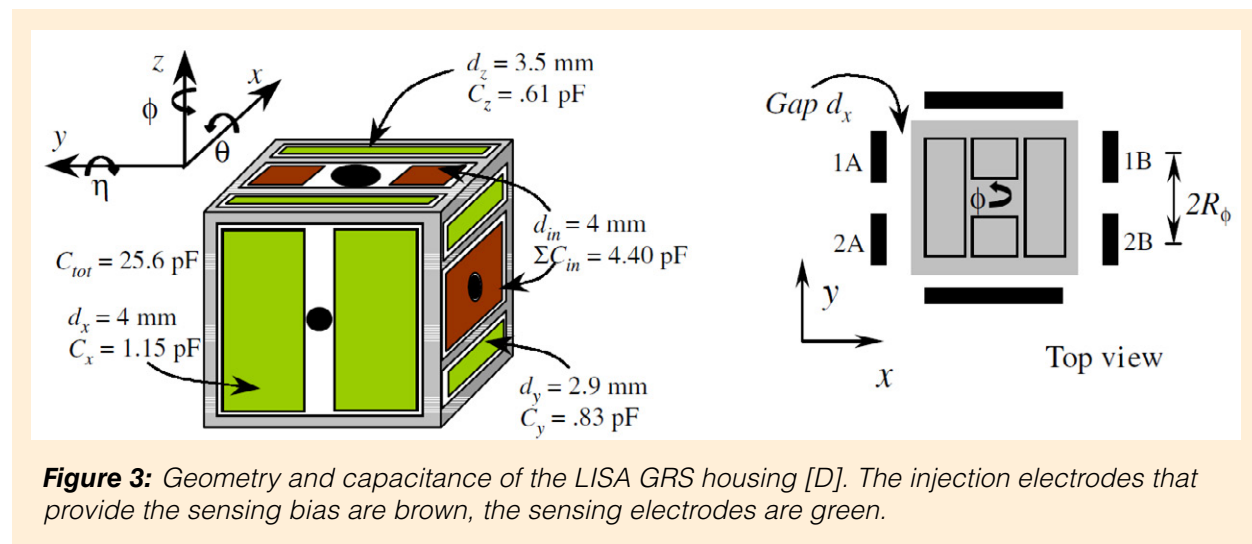 z
x
ϕ
y
θ
η
d_z = 3.5 mm
C_z = .61 pF
d_in = 4 mm
ΣC_in = 4.40 pF
C_tot = 25.6 pF
d_x = 4 mm
C_x = 1.15 pF
d_y = 2.9 mm
C_y = .83 pF
Gap d_x
1A
1B
ϕ
2R_ϕ
2A
2B
y
x
Top view
Figure 3: Geometry and capacitance of the LISA GRS housing [D]. The injection electrodes that
provide the sensing bias are brown, the sensing electrodes are green.